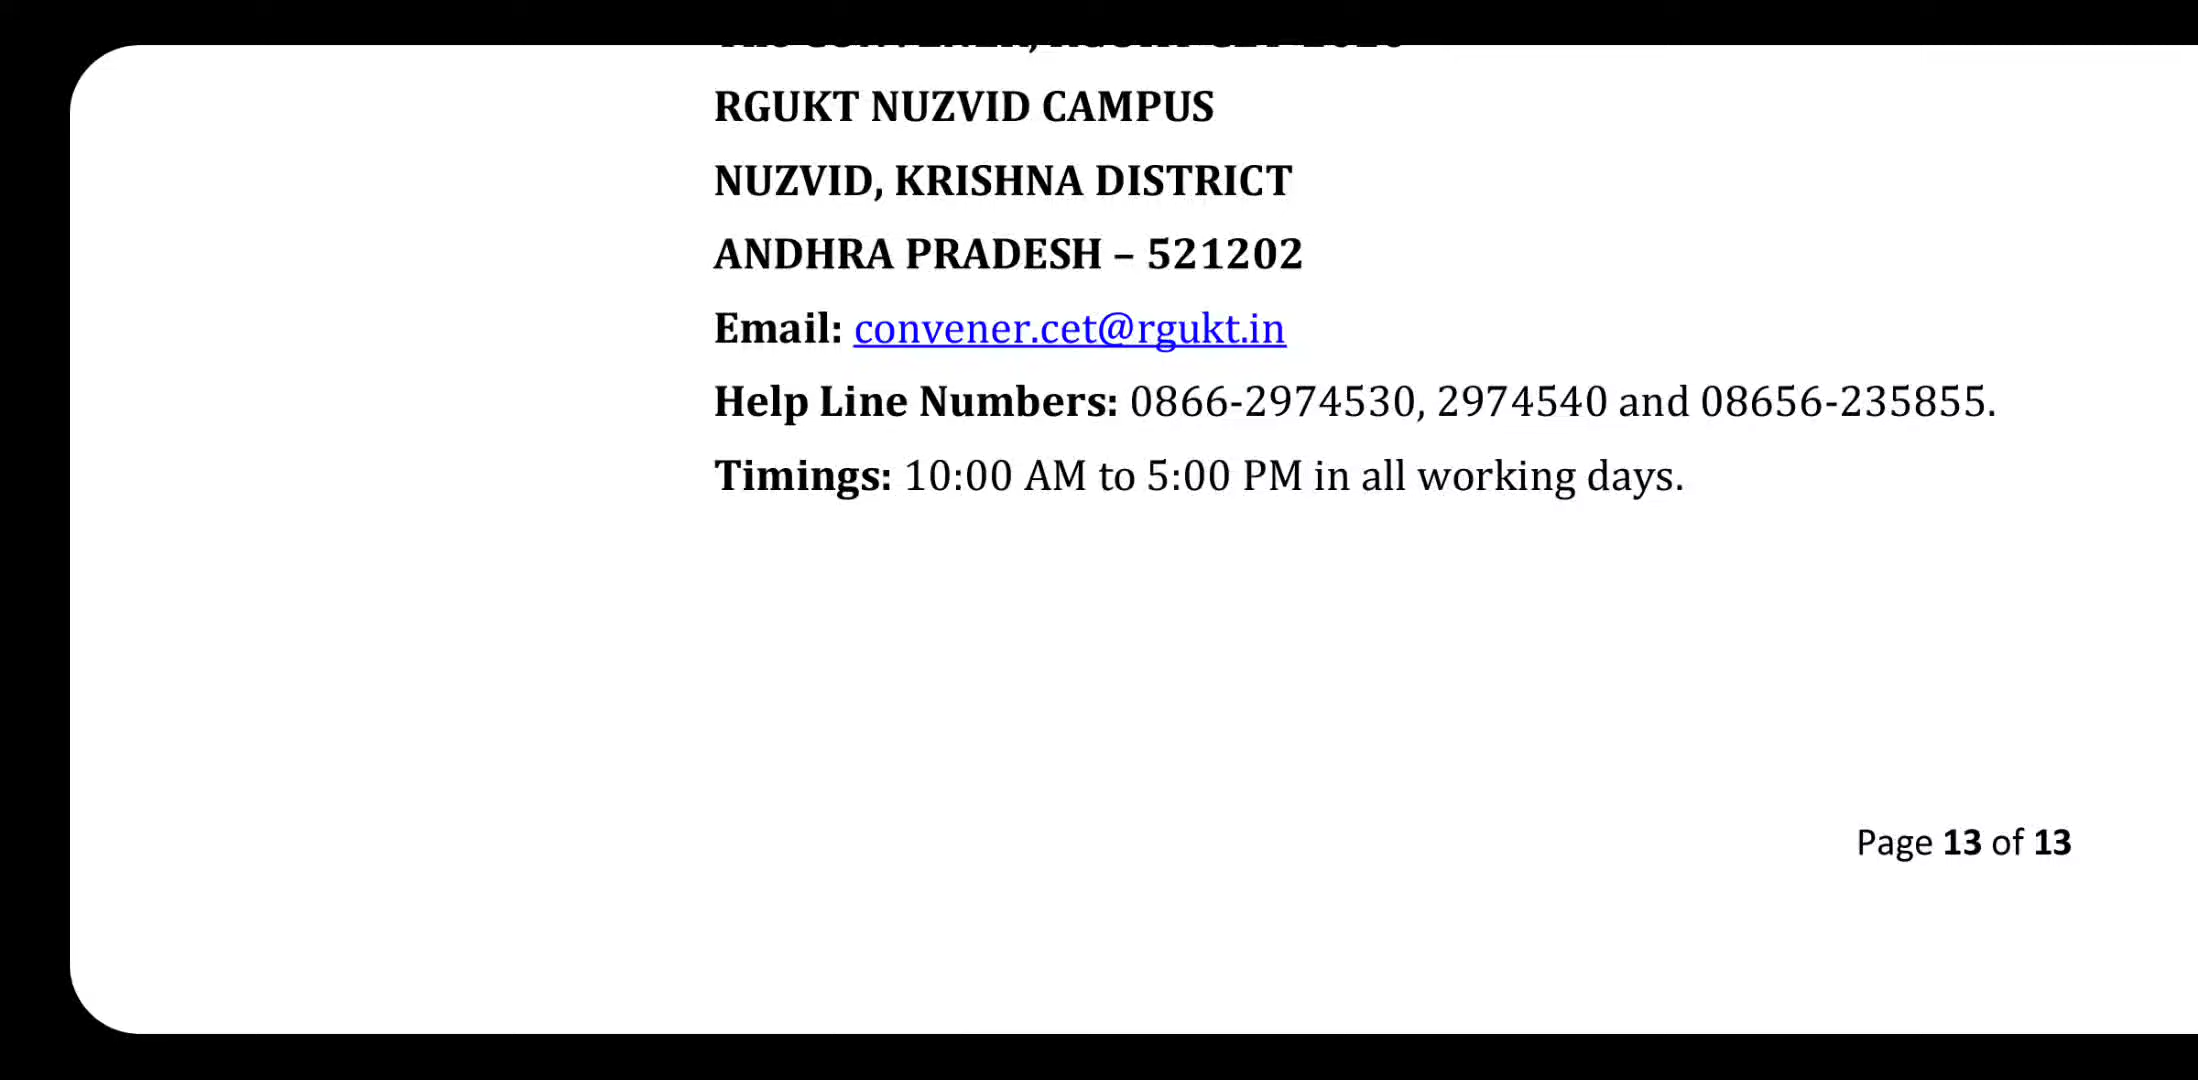 RGUKT NUZVID CAMPUS
NUZVID, KRISHNA DISTRICT
ANDHRA PRADESH – 521202
Email: convener.cet@rgukt.in
Help Line Numbers: 0866-2974530, 2974540 and 08656-235855.
Timings: 10:00 AM to 5:00 PM in all working days.
Page 13 of 13